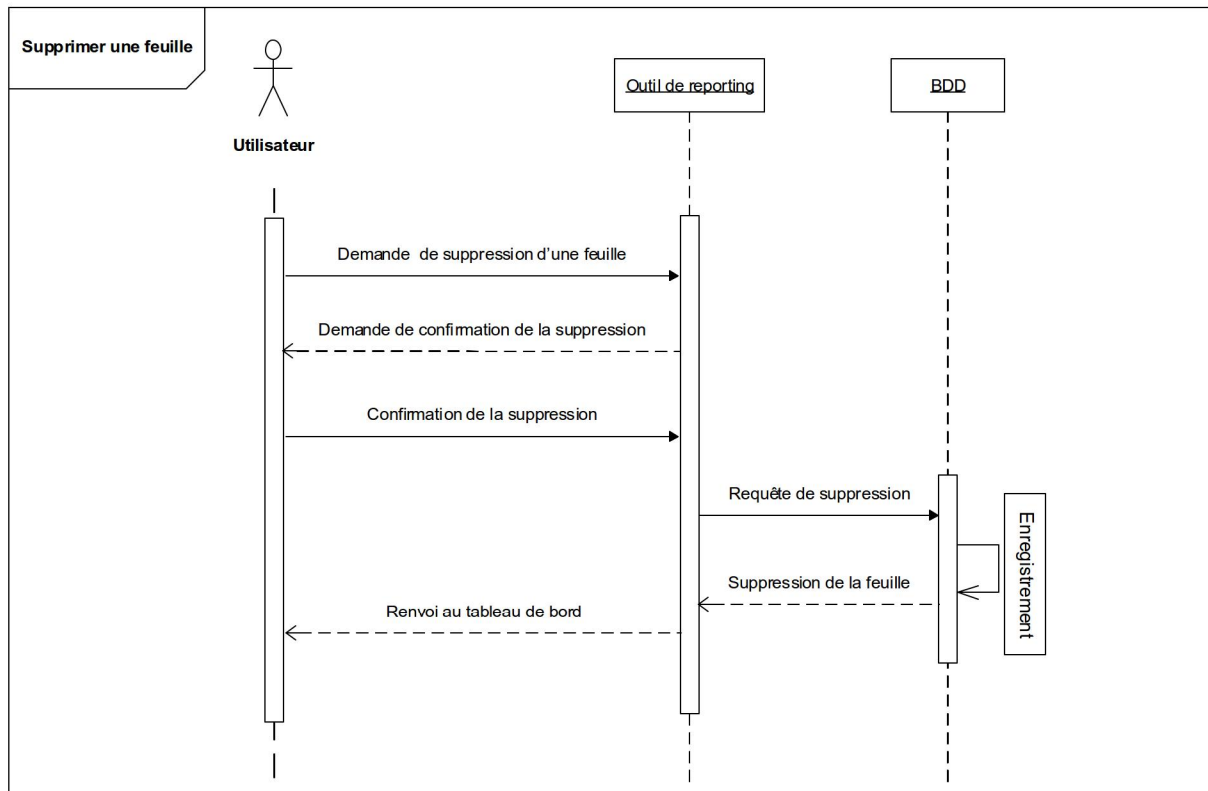 Supprimer une feuille
Utilisateur
Outil de reporting
BDD
Demande de suppression d'une feuille
Demande de confirmation de la suppression
Confirmation de la suppression
Requête de suppression
Enregistrement
Suppression de la feuille
Renvoi au tableau de bord